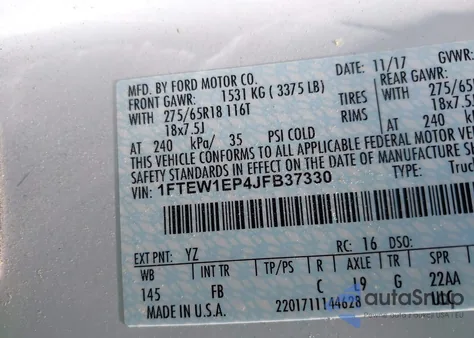 MFD. BY FORD MOTOR CO. DATE: 11/17 GVWR:
FRONT GAWR: 1531 KG ( 3375 LB) REAR GAWR:
WITH 275/65R18 116T TIRES WITH 275/65
18x7.5J RIMS 18x7.5J
AT 240 kPa/ 35 PSI COLD AT 240
THIS VEHICLE CONFORMS TO ALL APPLICABLE FEDERAL MOTOR VE
SAFETY STANDARDS IN EFFECT ON THE DATE OF MANUFACTURE
VIN: 1FTEW1EP4JFB37330 TYPE: Truc
EXT PNT: YZ RC: 16 DSO:
WB INT TR TP/PS R AXLE TR SPR
145 FB C L9 G 22AA
MADE IN U.S.A. 2201711144628 ULC
autaSnap